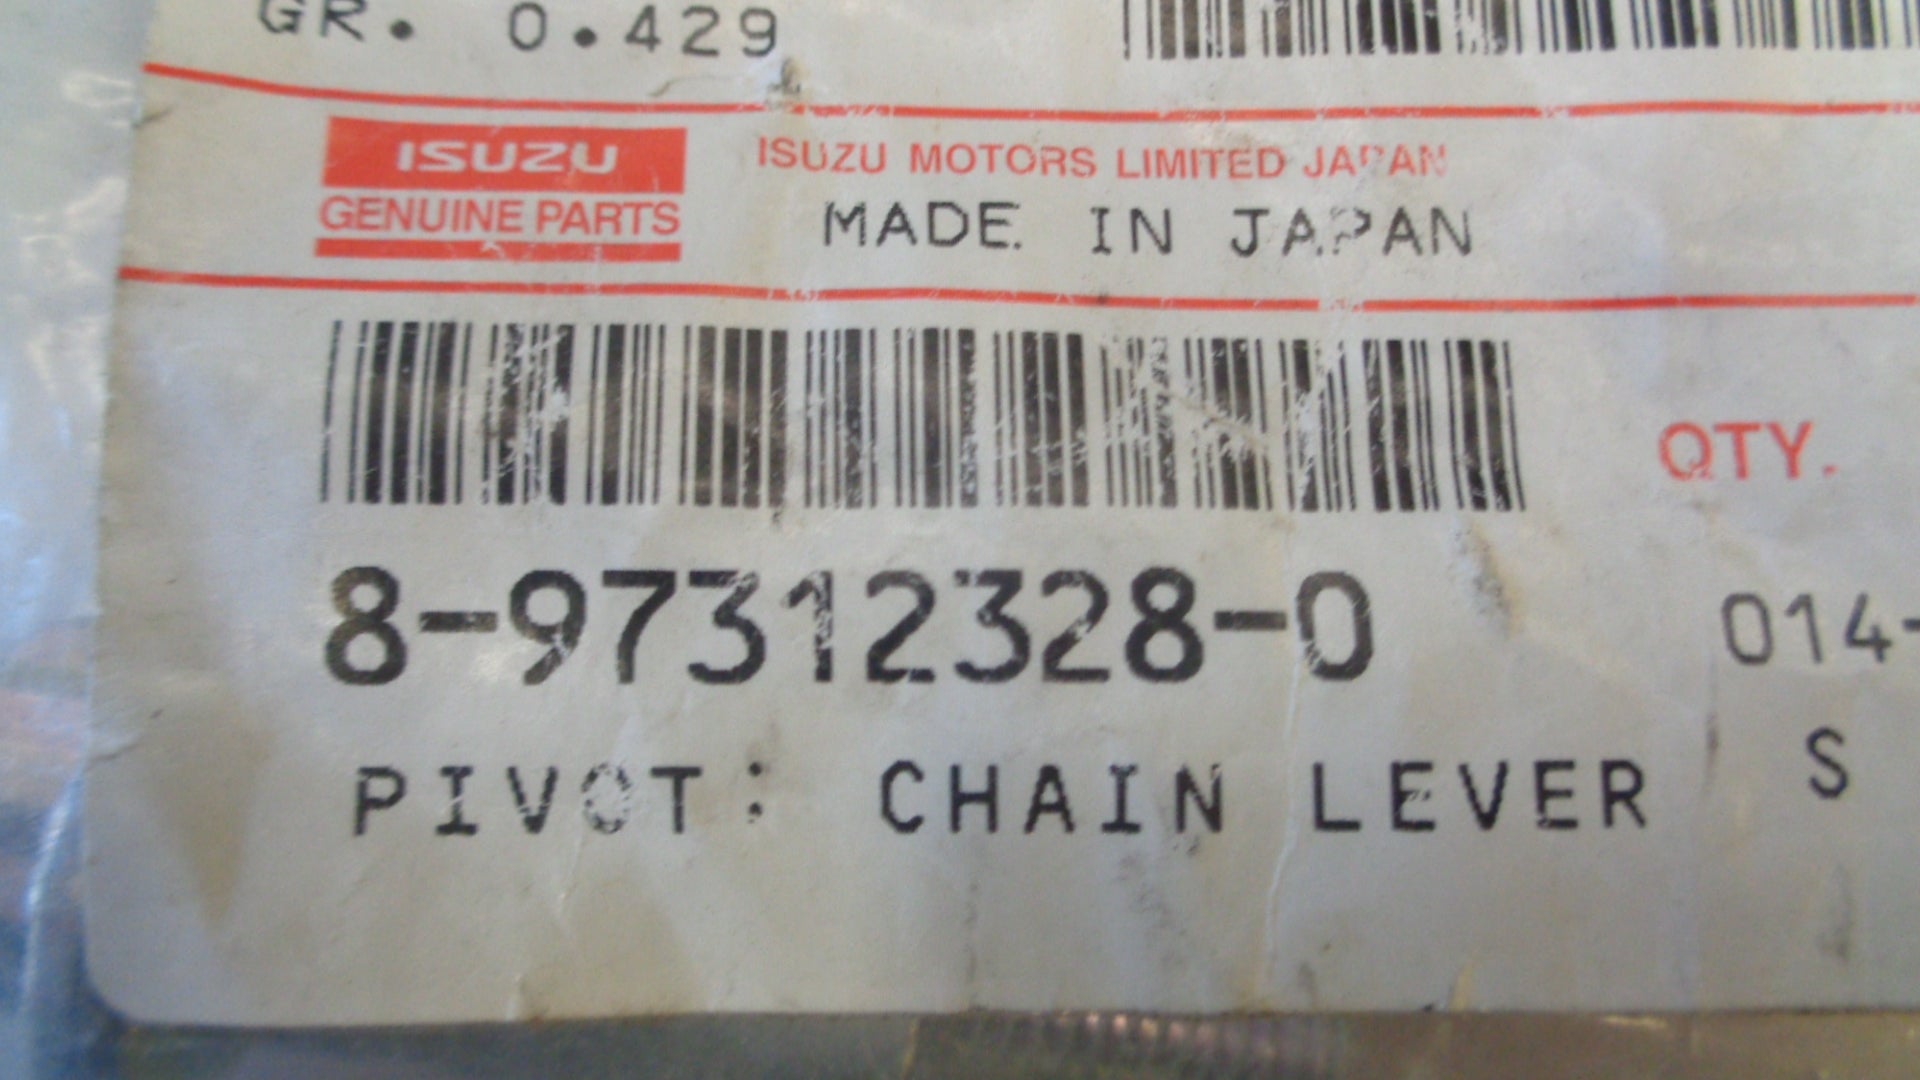 GR. 0.429
ISUZU
GENUINE PARTS
ISUZU MOTORS LIMITED JAPAN
MADE IN JAPAN
QTY.
8-97312328-0
014-
PIVOT; CHAIN LEVER
S